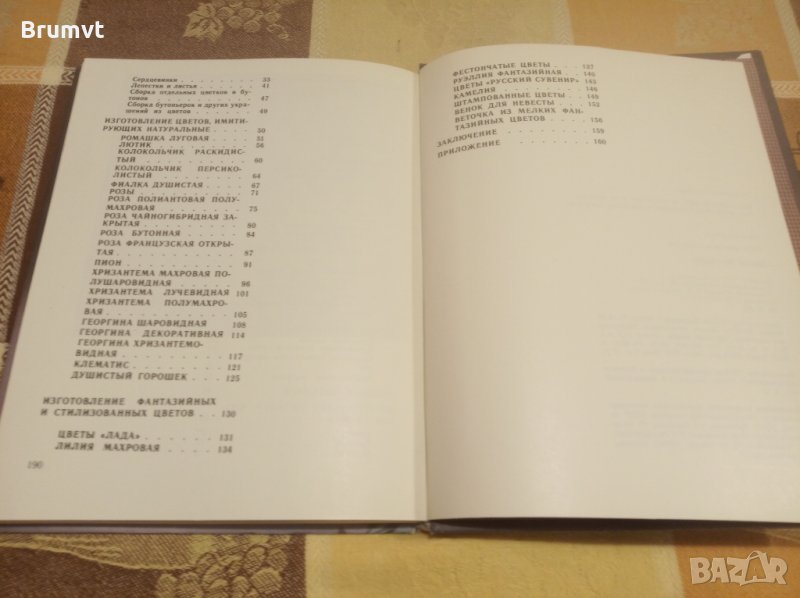 Brumvt
Сердцевинки . . . . . . . . 33
Лепестки и листья . . . . . . 41
Сборка отдельных цветков и бу-
тонов . . . . . . . . . . 47
Сборка бутоньерок и других укра-
шений из цветов . . . . . . 49
ИЗГОТОВЛЕНИЕ ЦВЕТОВ, ИМИТИ-
РУЮЩИХ НАТУРАЛЬНЫЕ . . . . 50
РОМАШКА ЛУГОВАЯ . . . . . 51
ЛЮТИК . . . . . . . . . 56
КОЛОКОЛЬЧИК РАСКИДИС-
ТЫЙ . . . . . . . . . . 60
КОЛОКОЛЬЧИК ПЕРСИКО-
ЛИСТЫЙ . . . . . . . . . 64
ФИАЛКА ДУШИСТАЯ . . . . 67
РОЗЫ . . . . . . . . . . 71
РОЗА ПОЛИАНТОВАЯ ПОЛУ-
МАХРОВАЯ . . . . . . . . 75
РОЗА ЧАЙНОГИБРИДНАЯ ЗА-
КРЫТАЯ . . . . . . . . . 80
РОЗА БУТОННАЯ . . . . . . 84
РОЗА ФРАНЦУЗСКАЯ ОТКРЫ-
ТАЯ . . . . . . . . . . 87
ПИОН . . . . . . . . . . 91
ХРИЗАНТЕМА МАХРОВАЯ ПО-
ЛУШАРОВИДНАЯ . . . . . . 96
ХРИЗАНТЕМА ЛУЧЕВИДНАЯ 101
ХРИЗАНТЕМА ПОЛУМАХРО-
ВАЯ . . . . . . . . . . 105
ГЕОРГИНА ШАРОВИДНАЯ 108
ГЕОРГИНА ДЕКОРАТИВНАЯ 114
ГЕОРГИНА ХРИЗАНТЕМО-
ВИДНАЯ . . . . . . . . . 117
КЛЕМАТИС . . . . . . . . 121
ДУШИСТЫЙ ГОРОШЕК . . . 125
ИЗГОТОВЛЕНИЕ ФАНТАЗИЙНЫХ
И СТИЛИЗОВАННЫХ ЦВЕТОВ . . 130
ЦВЕТЫ «ЛАДА» . . . . . . 131
ЛИЛИЯ МАХРОВАЯ . . . . 134
190
ФЕСТОНЧАТЫЕ ЦВЕТЫ . . . 137
РУЭЛЛИЯ ФАНТАЗИЙНАЯ . . 140
ЦВЕТЫ «РУССКИЙ СУВЕНИР» 143
КАМЕЛИЯ . . . . . . . . 146
ШТАМПОВАННЫЕ ЦВЕТЫ . . 149
ВЕНОК ДЛЯ НЕВЕСТЫ . . . 152
ВЕТОЧКА ИЗ МЕЛКИХ ФАН-
ТАЗИЙНЫХ ЦВЕТОВ . . . . 156
ЗАКЛЮЧЕНИЕ . . . . . . 159
ПРИЛОЖЕНИЕ . . . . . . 160
BAZAR